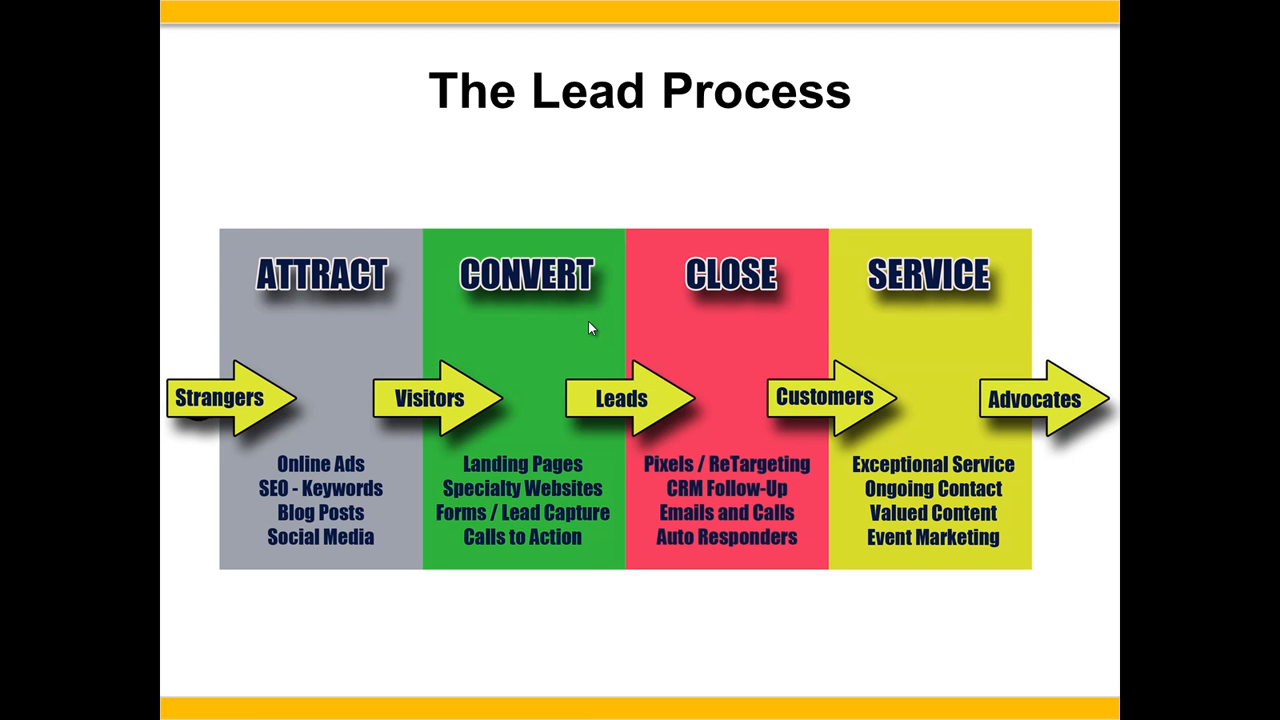 The Lead Process
ATTRACT
CONVERT
CLOSE
SERVICE
Strangers
Visitors
Leads
Customers
Advocates
Online Ads
SEO - Keywords
Blog Posts
Social Media
Landing Pages
Specialty Websites
Forms / Lead Capture
Calls to Action
Pixels / ReTargeting
CRM Follow-Up
Emails and Calls
Auto Responders
Exceptional Service
Ongoing Contact
Valued Content
Event Marketing